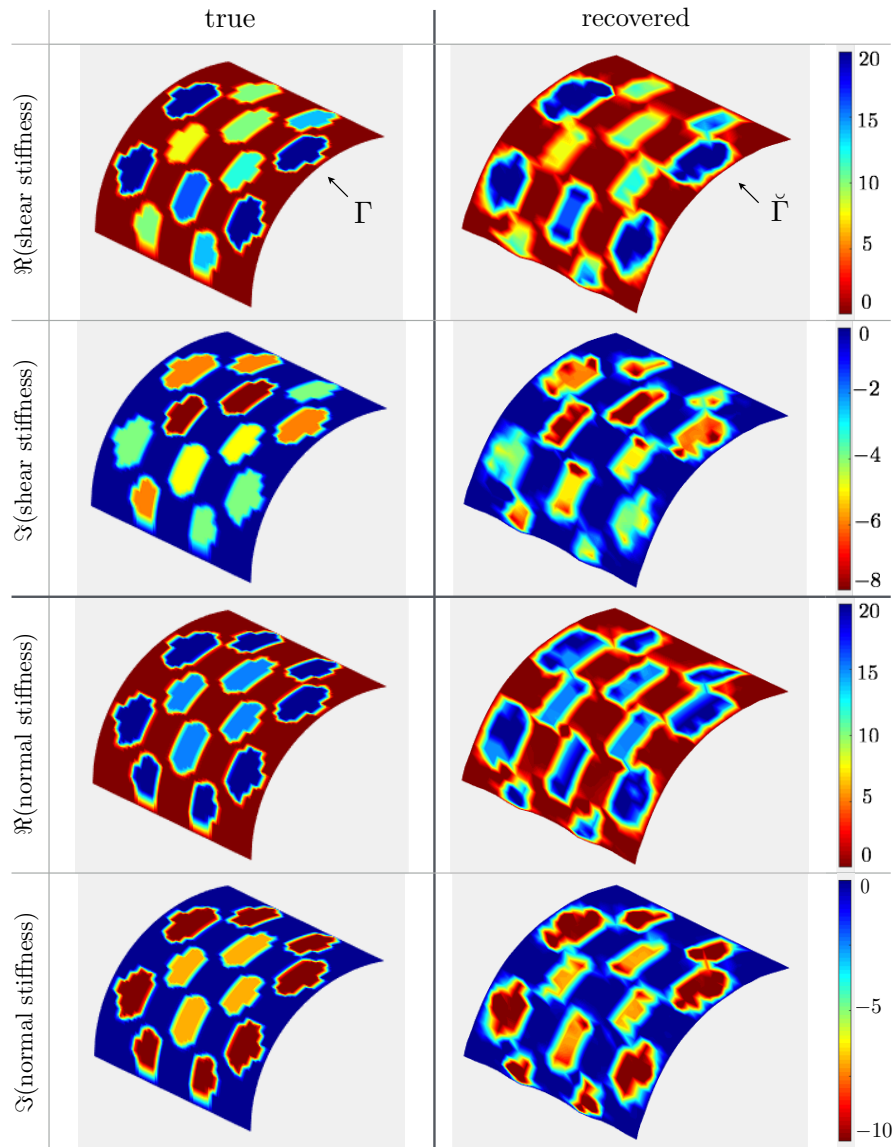 true
recovered
ℜ(shear stiffness)
Γ
Γ̆
20
15
10
5
0
ℑ(shear stiffness)
0
−2
−4
−6
−8
ℜ(normal stiffness)
20
15
10
5
0
ℑ(normal stiffness)
0
−5
−10